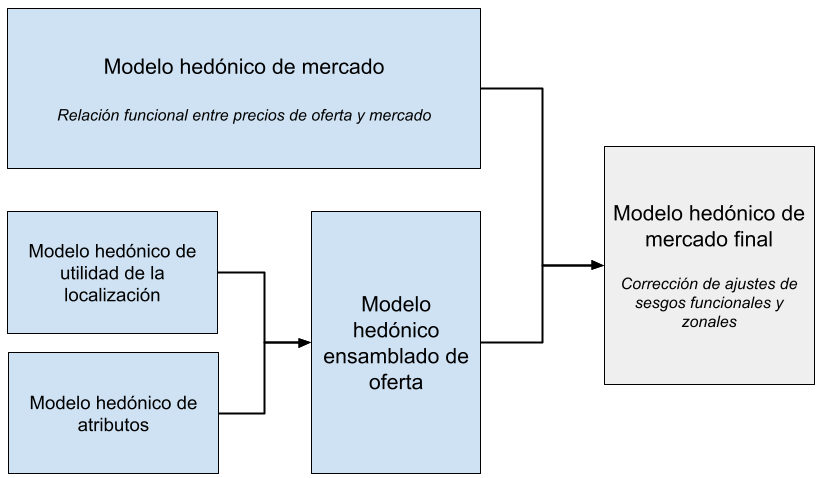 Modelo hedónico de mercado
Relación funcional entre precios de oferta y mercado
Modelo hedónico de
utilidad de la
localización
Modelo hedónico de
atributos
Modelo
hedónico
ensamblado de
oferta
Modelo hedónico de
mercado final
Corrección de ajustes de
sesgos funcionales y
zonales